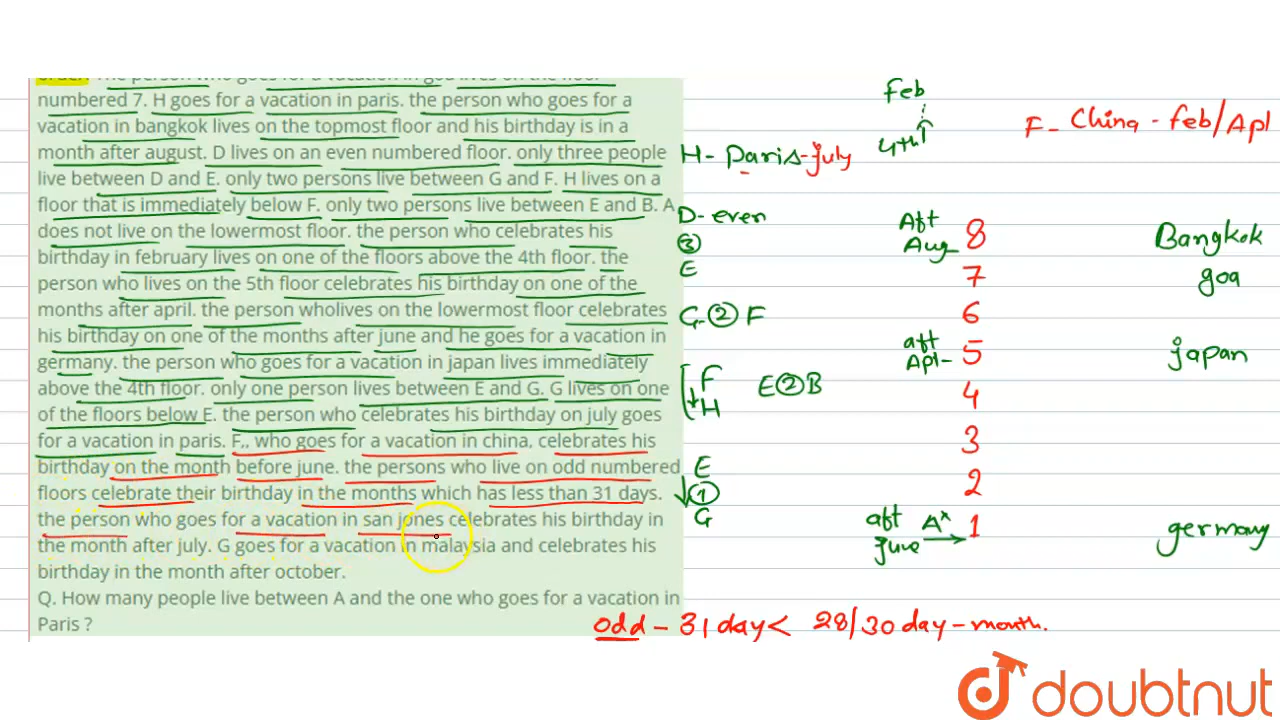 order. The person who goes for a vacation in goa lives on the floor
numbered 7. H goes for a vacation in paris. the person who goes for a
vacation in bangkok lives on the topmost floor and his birthday is in a
month after august. D lives on an even numbered floor. only three people
live between D and E. only two persons live between G and F. H lives on a
floor that is immediately below F. only two persons live between E and B. A
does not live on the lowermost floor. the person who celebrates his
birthday in february lives on one of the floors above the 4th floor. the
person who lives on the 5th floor celebrates his birthday on one of the
months after april. the person wholives on the lowermost floor celebrates
his birthday on one of the months after june and he goes for a vacation in
germany. the person who goes for a vacation in japan lives immediately
above the 4th floor. only one person lives between E and G. G lives on one
of the floors below E. the person who celebrates his birthday on july goes
for a vacation in paris. F,, who goes for a vacation in china, celebrates his
birthday on the month before june. the persons who live on odd numbered
floors celebrate their birthday in the months which has less than 31 days.
the person who goes for a vacation in san jones celebrates his birthday in
the month after july. G goes for a vacation in malaysia and celebrates his
birthday in the month after october.
Q. How many people live between A and the one who goes for a vacation in
Paris ?
Feb
4th↑
F - China - feb/Apl
H - Paris - July
D - even
③
E
G ② F
F
↓ H
E ② B
E
↓ ①
G
Aft
Aug 8 Bangkok
7 goa
6
aft
Apl- 5 japan
4
3
2
aft
june A× 1 germany
odd - 31 day < 28/30 day - month.
doubtnut